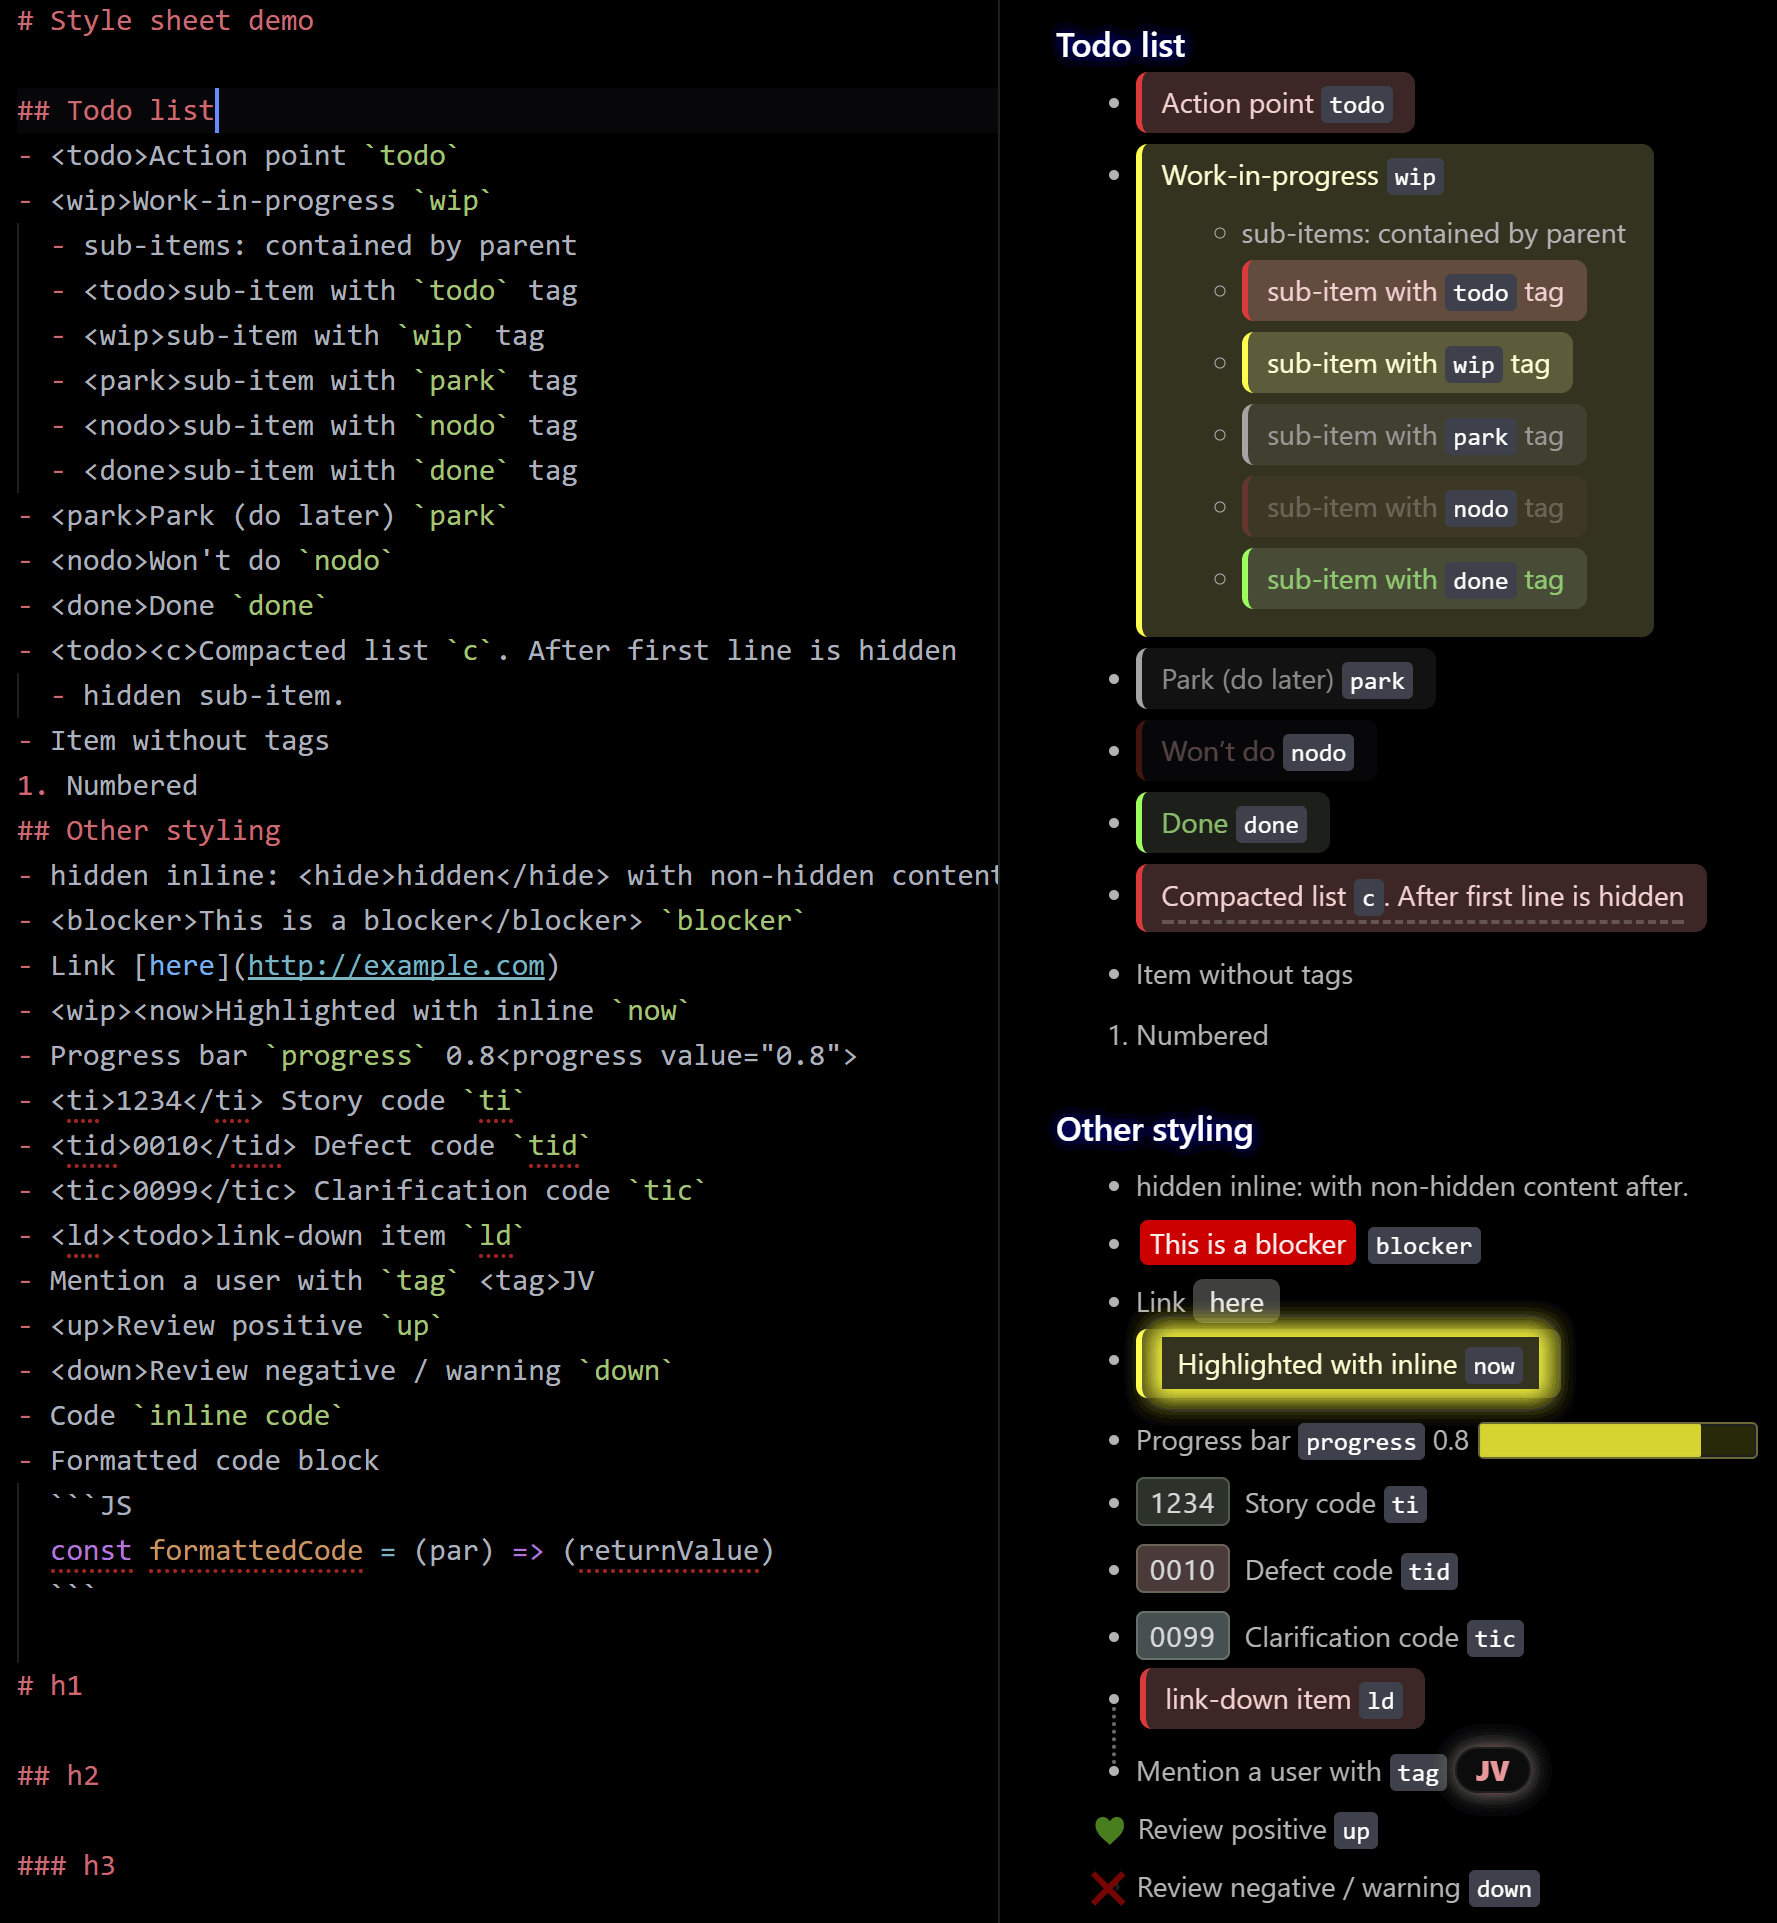 # Style sheet demo
## Todo list
- <todo>Action point `todo`
- <wip>Work-in-progress `wip`
  - sub-items: contained by parent
  - <todo>sub-item with `todo` tag
  - <wip>sub-item with `wip` tag
  - <park>sub-item with `park` tag
  - <nodo>sub-item with `nodo` tag
  - <done>sub-item with `done` tag
- <park>Park (do later) `park`
- <nodo>Won't do `nodo`
- <done>Done `done`
- <todo><c>Compacted list `c`. After first line is hidden
  - hidden sub-item.
- Item without tags
1. Numbered
## Other styling
- hidden inline: <hide>hidden</hide> with non-hidden content
- <blocker>This is a blocker</blocker> `blocker`
- Link [here](http://example.com)
- <wip><now>Highlighted with inline `now`
- Progress bar `progress` 0.8<progress value="0.8">
- <ti>1234</ti> Story code `ti`
- <tid>0010</tid> Defect code `tid`
- <tic>0099</tic> Clarification code `tic`
- <ld><todo>link-down item `ld`
- Mention a user with `tag` <tag>JV
- <up>Review positive `up`
- <down>Review negative / warning `down`
- Code `inline code`
- Formatted code block
  ```JS
  const formattedCode = (par) => (returnValue)
  ```
# h1
## h2
### h3
Todo list
Action point todo
Work-in-progress wip
sub-items: contained by parent
sub-item with todo tag
sub-item with wip tag
sub-item with park tag
sub-item with nodo tag
sub-item with done tag
Park (do later) park
Won’t do nodo
Done done
Compacted list c. After first line is hidden
Item without tags
1. Numbered
Other styling
hidden inline: with non-hidden content after.
This is a blocker blocker
Link here
Highlighted with inline now
Progress bar progress 0.8
1234 Story code ti
0010 Defect code tid
0099 Clarification code tic
link-down item ld
Mention a user with tag JV
Review positive up
Review negative / warning down